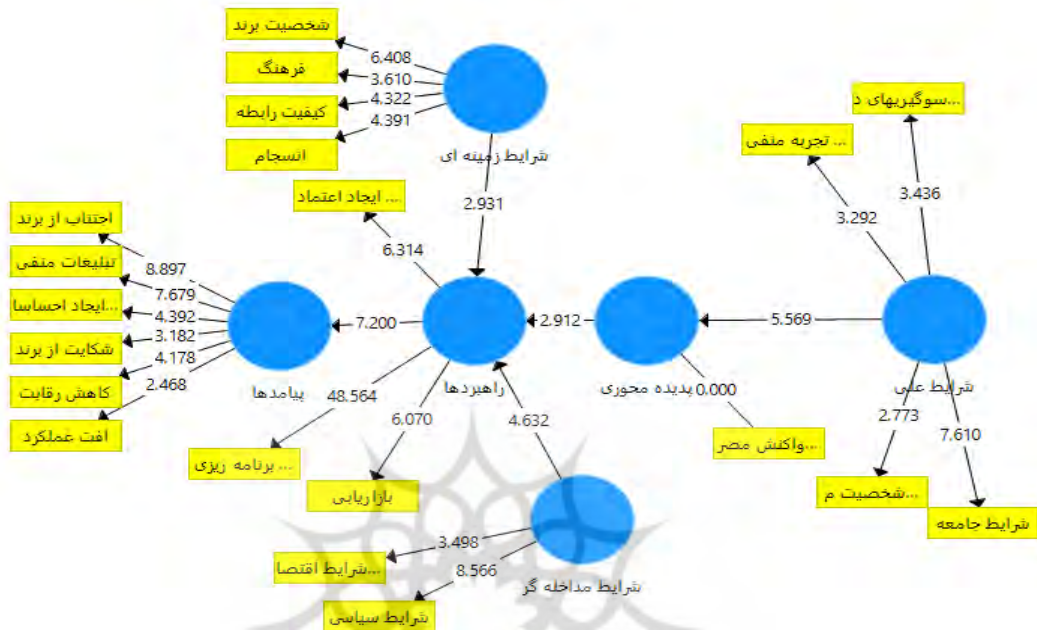 شخصیت برند
6.408
فرهنگ
3.610
کیفیت رابطه
4.322
انسجام
4.391
شرایط زمینه ای
2.931
سوگیریهای د...
3.436
تجربه منفی ...
3.292
ایجاد اعتماد ...
6.314
اجتناب از برند
8.897
تبلیغات منفی
7.679
ایجاد احساسا...
4.392
شکایت از برند
3.182
کاهش رقابت
4.178
افت عملکرد
2.468
پیامدها
7.200
راهبردها
2.912
پدیده محوری
0.000
5.569
شرایط علی
واکنش مصر...
2.773
7.610
شخصیت م...
شرایط جامعه
48.564
6.070
4.632
برنامه ریزی ...
بازاریابی
شرایط اقتصا...
3.498
شرایط سیاسی
8.566
شرایط مداخله گر